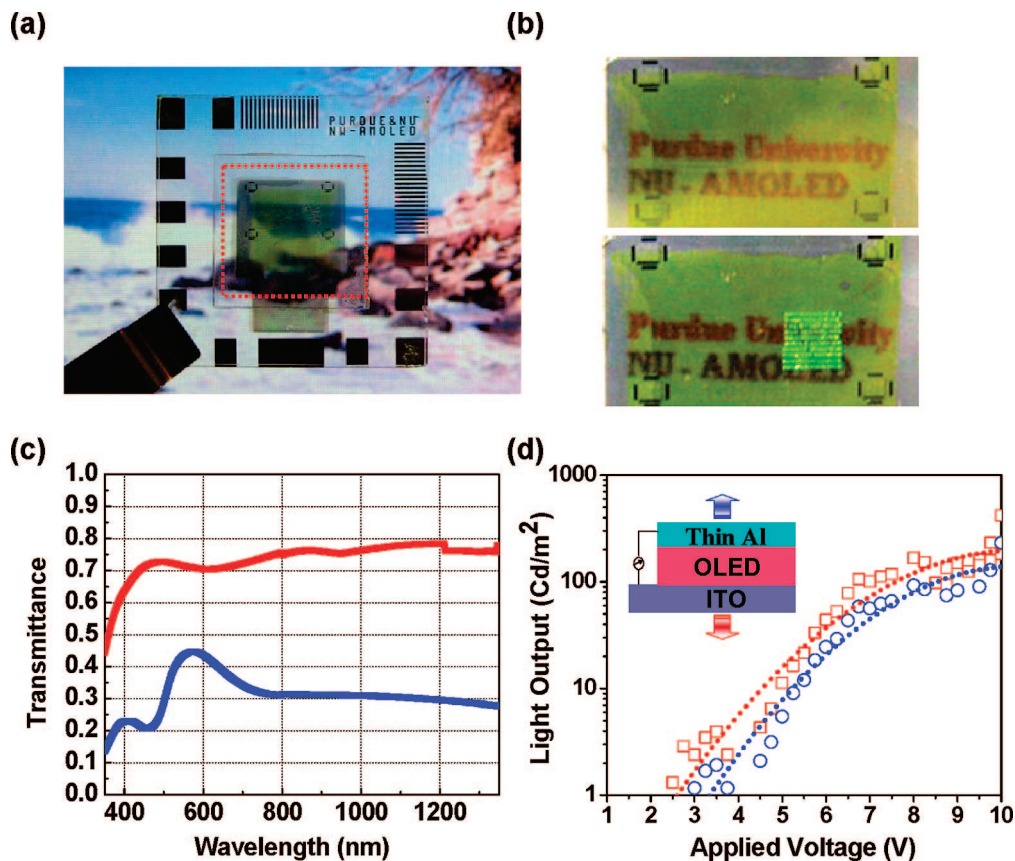 (a)
PURDUE&NU
NW-AMOLED
(b)
Purdue University
NU - AMOLED
Purdue University
NU - AMOLED
(c)
1.0
0.9
0.8
0.7
0.6
0.5
0.4
0.3
0.2
0.1
0.0
Transmittance
400 600 800 1000 1200
Wavelength (nm)
(d)
1000
100
10
1
Light Output (Cd/m²)
Thin Al
OLED
ITO
1 2 3 4 5 6 7 8 9 10
Applied Voltage (V)